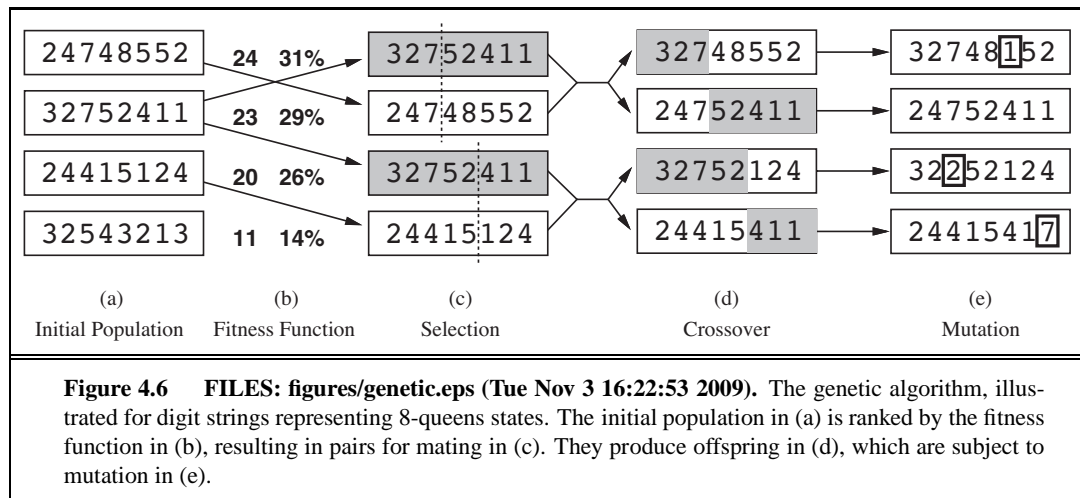 24748552 24 31% 32752411 32748552 32748152
32752411 23 29% 24748552 24752411 24752411
24415124 20 26% 32752411 32752124 32252124
32543213 11 14% 24415124 24415411 24415417
(a) (b) (c) (d) (e)
Initial Population Fitness Function Selection Crossover Mutation
Figure 4.6 FILES: figures/genetic.eps (Tue Nov 3 16:22:53 2009). The genetic algorithm, illus-
trated for digit strings representing 8-queens states. The initial population in (a) is ranked by the fitness
function in (b), resulting in pairs for mating in (c). They produce offspring in (d), which are subject to
mutation in (e).